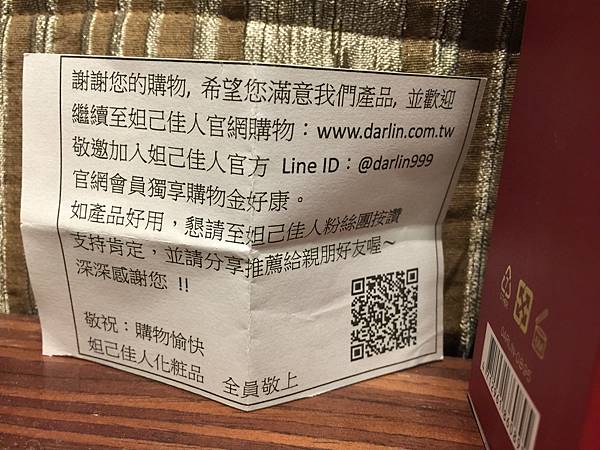 謝謝您的購物, 希望您滿意我們產品, 並歡迎
繼續至妲己佳人官網購物：www.darlin.com.tw
敬邀加入妲己佳人官方 Line ID：@darlin999
官網會員獨享購物金好康。
如產品好用，懇請至妲己佳人粉絲團按讚
支持肯定，並請分享推薦給親朋好友喔～
深深感謝您 !!
敬祝：購物愉快
妲己佳人化粧品 全員敬上